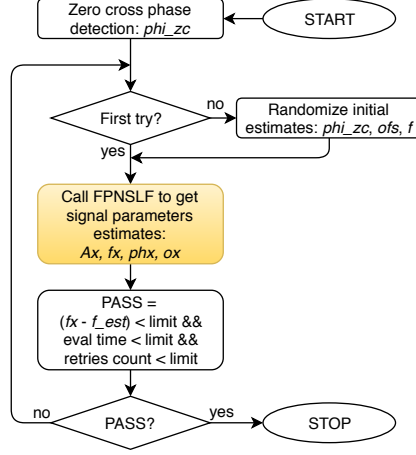 Zero cross phase
detection: phi_zc
START
First try?
no
Randomize initial
estimates: phi_zc, ofs, f
yes
Call FPNSLF to get
signal parameters
estimates:
Ax, fx, phx, ox
PASS =
(fx - f_est) < limit &&
eval time < limit &&
retries count < limit
no
PASS?
yes
STOP